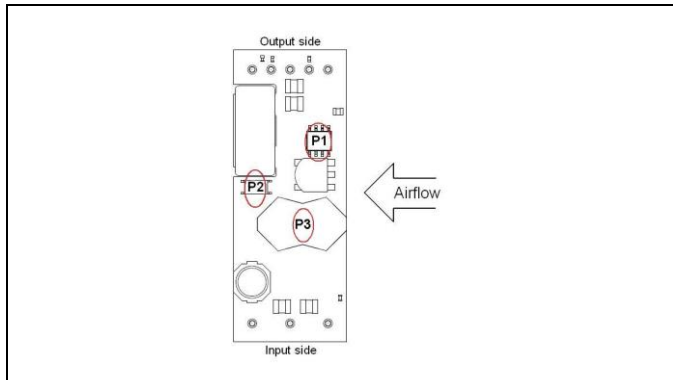 Output side
P1
P2
Airflow
P3
Input side